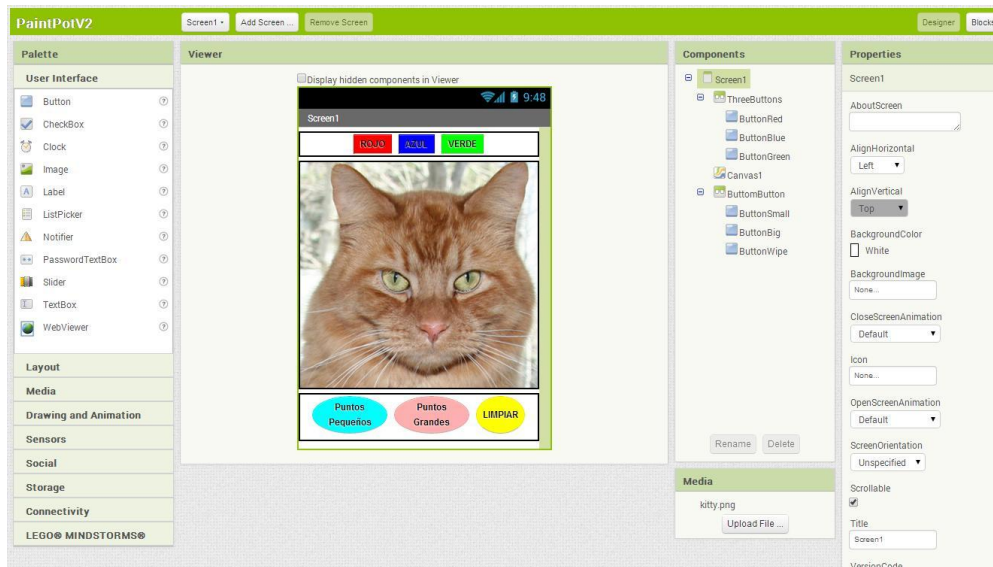 PaintPotV2
Screen1
Add Screen ...
Remove Screen
Designer
Blocks
Palette
User Interface
Button
CheckBox
Clock
Image
Label
ListPicker
Notifier
PasswordTextBox
Slider
TextBox
WebViewer
Layout
Media
Drawing and Animation
Sensors
Social
Storage
Connectivity
LEGO® MINDSTORMS®
Viewer
Display hidden components in Viewer
9:48
Screen1
ROJO
AZUL
VERDE
Puntos
Pequeños
Puntos
Grandes
LIMPIAR
Components
Screen1
ThreeButtons
ButtonRed
ButtonBlue
ButtonGreen
Canvas1
ButtomButton
ButtonSmall
ButtonBig
ButtonWipe
Rename
Delete
Media
kitty.png
Upload File ...
Properties
Screen1
AboutScreen
AlignHorizontal
Left
AlignVertical
Top
BackgroundColor
White
BackgroundImage
None...
CloseScreenAnimation
Default
Icon
None...
OpenScreenAnimation
Default
ScreenOrientation
Unspecified
Scrollable
Title
Screen1
VersionCode